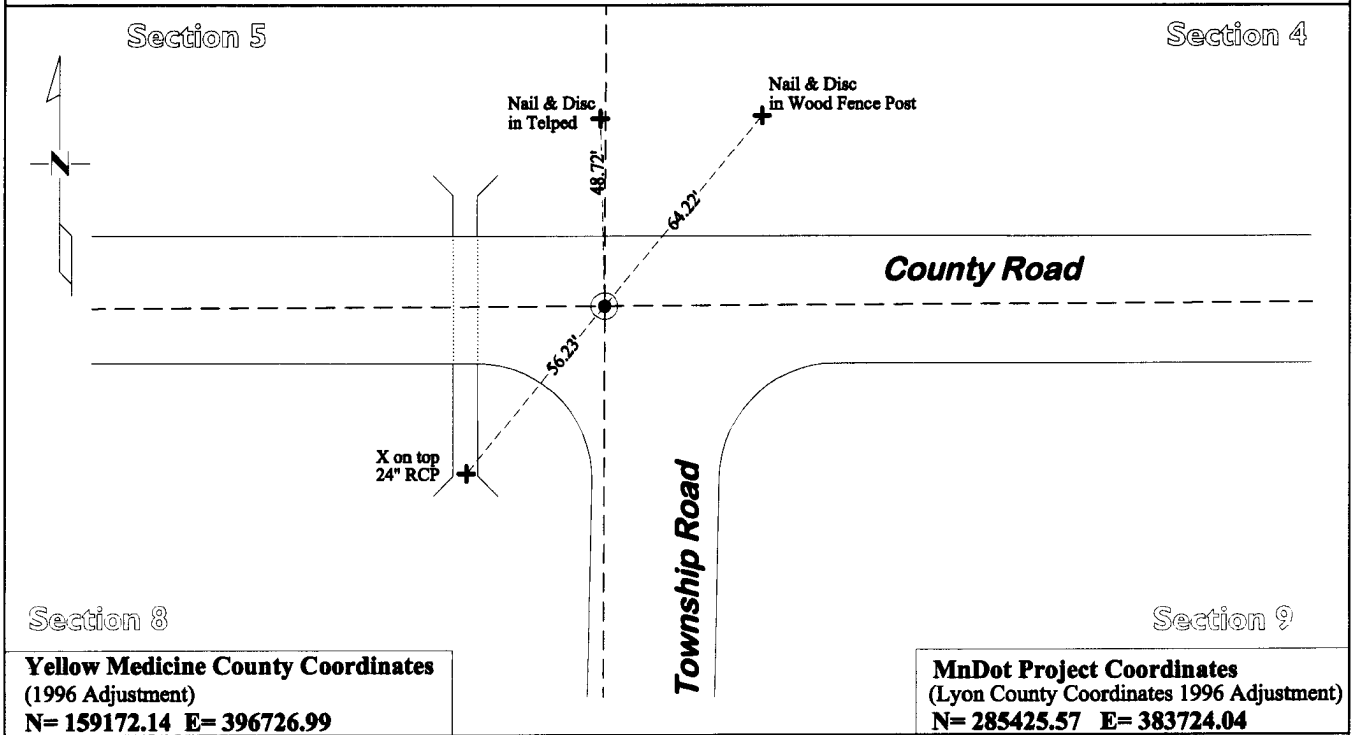 Section 5
Section 4
Nail & Disc
in Telped
Nail & Disc
in Wood Fence Post
N
48.72'
64.22'
County Road
56.23'
X on top
24" RCP
Township Road
Section 8
Section 9
Yellow Medicine County Coordinates
(1996 Adjustment)
N= 159172.14 E= 396726.99
MnDot Project Coordinates
(Lyon County Coordinates 1996 Adjustment)
N= 285425.57 E= 383724.04